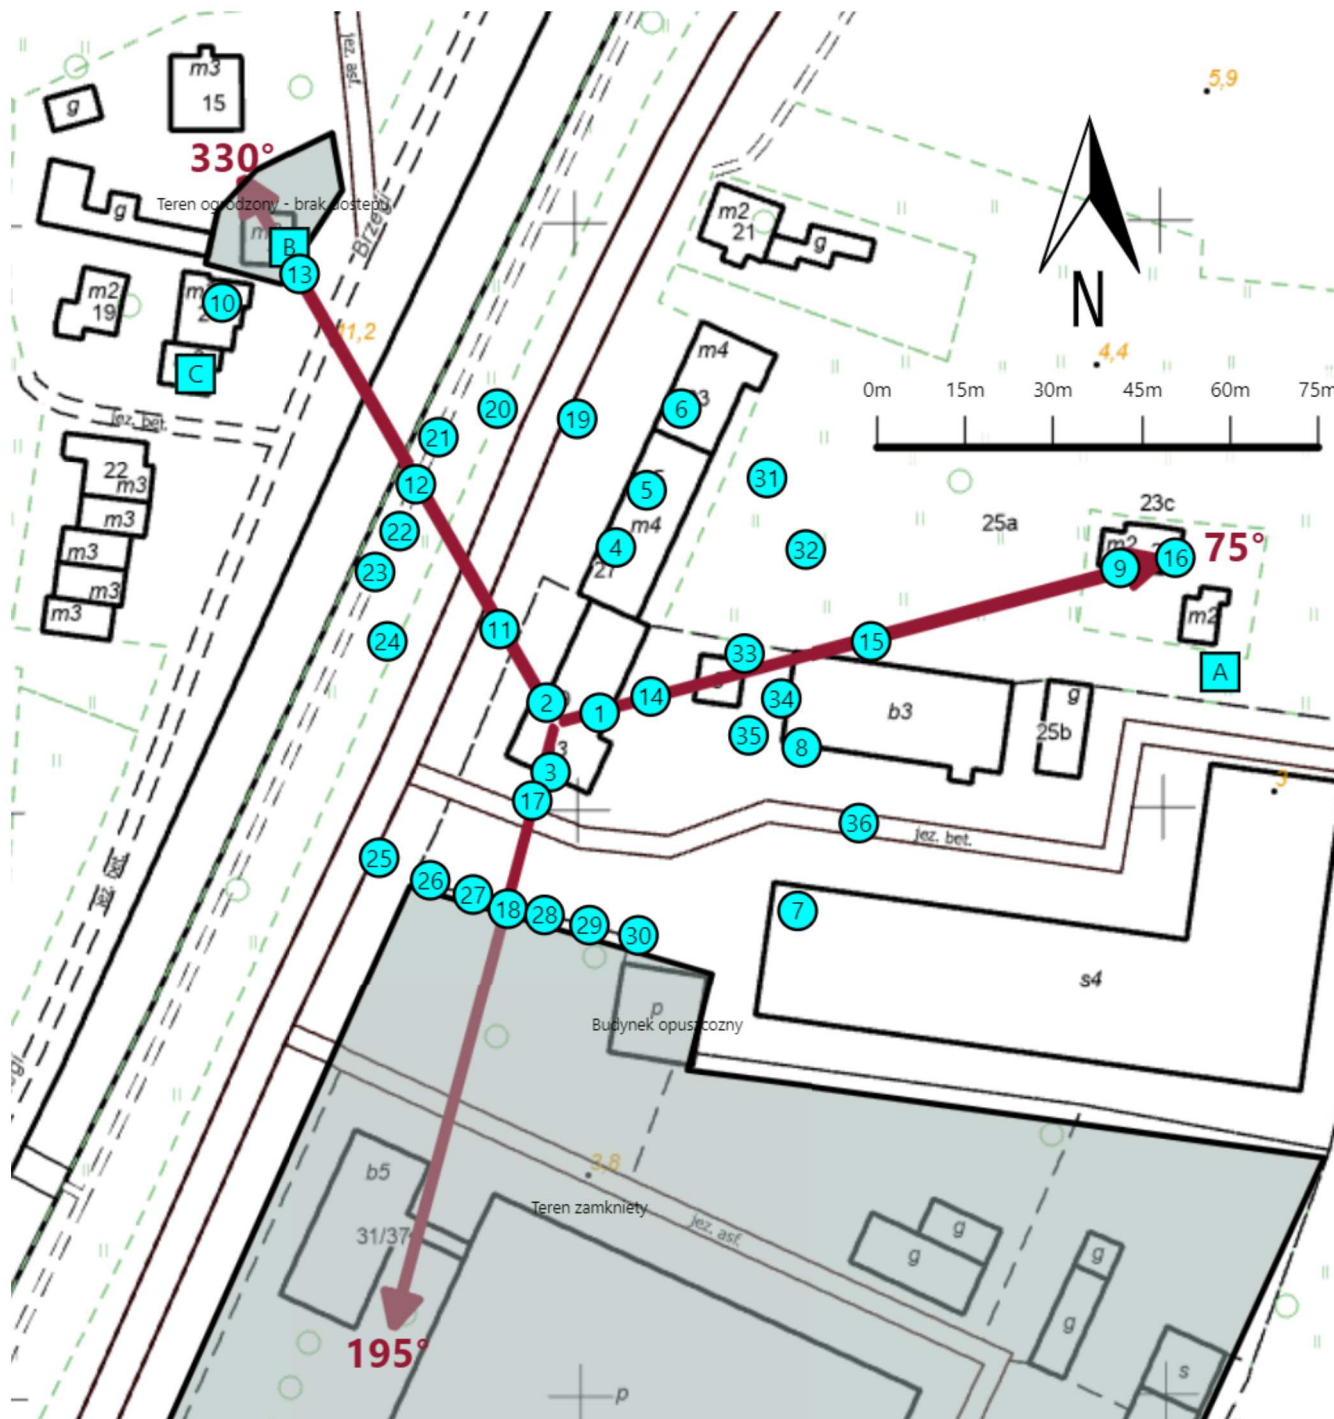 5,9
m3
g
15
jez. asf.
330°
Teren ogrodzony - brak dostępu
g
B
13
m2
21
g
N
m2
19
10
11,2
C
4,4
m4
0m 15m 30m 45m 60m 75m
jez. bet.
20
19
6
21
22
m3
12
5
31
23c
25a
m3
22
m4
4
32
m2
16
75°
9
m3
23
27
m3
m3
11
24
33
15
m2
A
2
1
14
34
g
b3
35
8
25b
3
3
17
3
36
jez. bet.
25
26
27
18
28
29
30
7
s4
p
Budynek opuszcozny
3,8
b5
Teren zamknięty
jez. asf.
31/37
g
g
g
g
195°
s
p